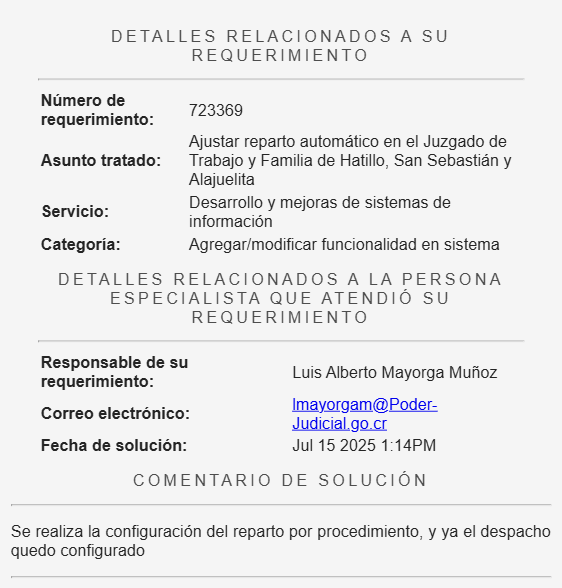 DETALLES RELACIONADOS A SU
REQUERIMIENTO
Número de
requerimiento:
723369
Asunto tratado:
Ajustar reparto automático en el Juzgado de
Trabajo y Familia de Hatillo, San Sebastián y
Alajuelita
Servicio:
Desarrollo y mejoras de sistemas de
información
Categoría:
Agregar/modificar funcionalidad en sistema
DETALLES RELACIONADOS A LA PERSONA
ESPECIALISTA QUE ATENDIÓ SU
REQUERIMIENTO
Responsable de su
requerimiento:
Luis Alberto Mayorga Muñoz
Correo electrónico:
lmayorgam@Poder-
Judicial.go.cr
Fecha de solución:
Jul 15 2025 1:14PM
COMENTARIO DE SOLUCIÓN
Se realiza la configuración del reparto por procedimiento, y ya el despacho
quedo configurado